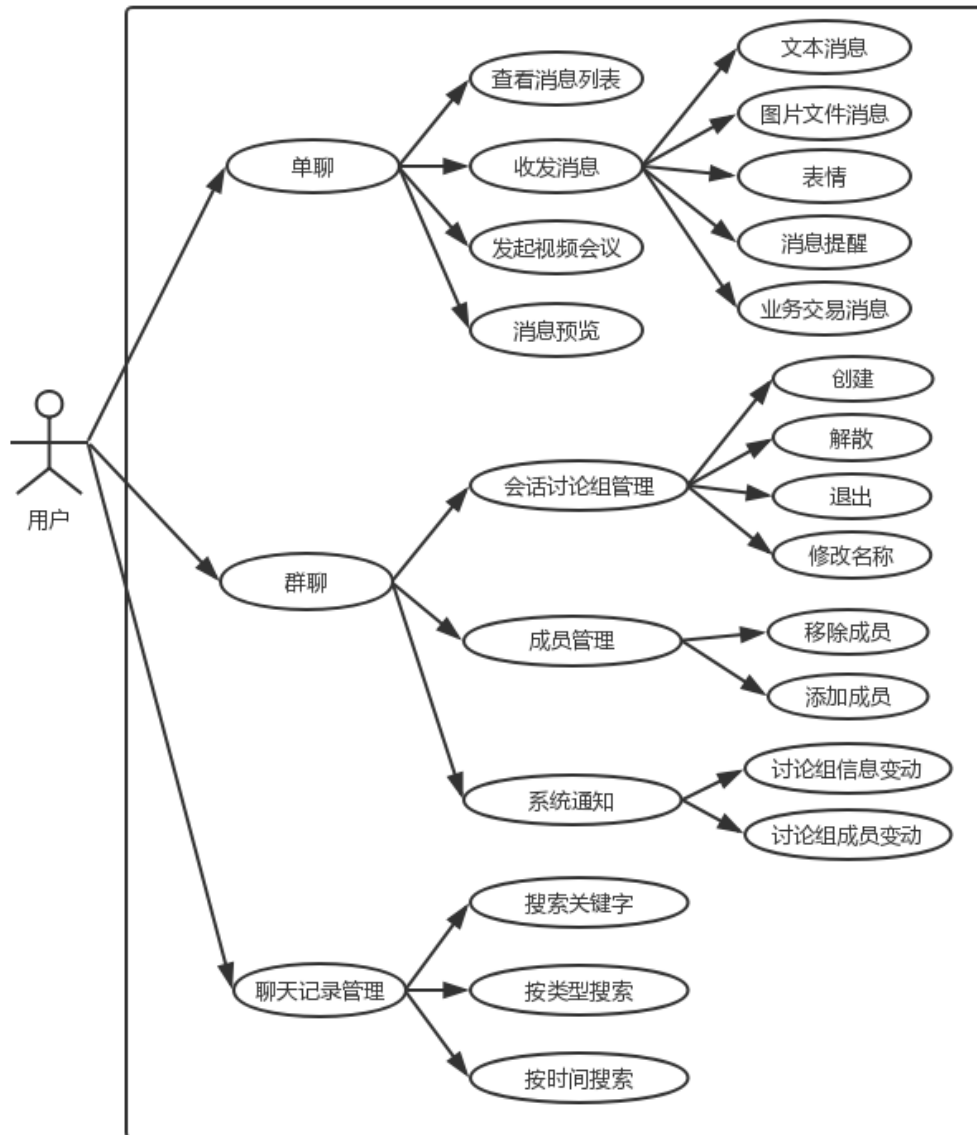 用户
单聊
查看消息列表
收发消息
发起视频会议
消息预览
文本消息
图片文件消息
表情
消息提醒
业务交易消息
群聊
会话讨论组管理
创建
解散
退出
修改名称
成员管理
移除成员
添加成员
系统通知
讨论组信息变动
讨论组成员变动
聊天记录管理
搜索关键字
按类型搜索
按时间搜索